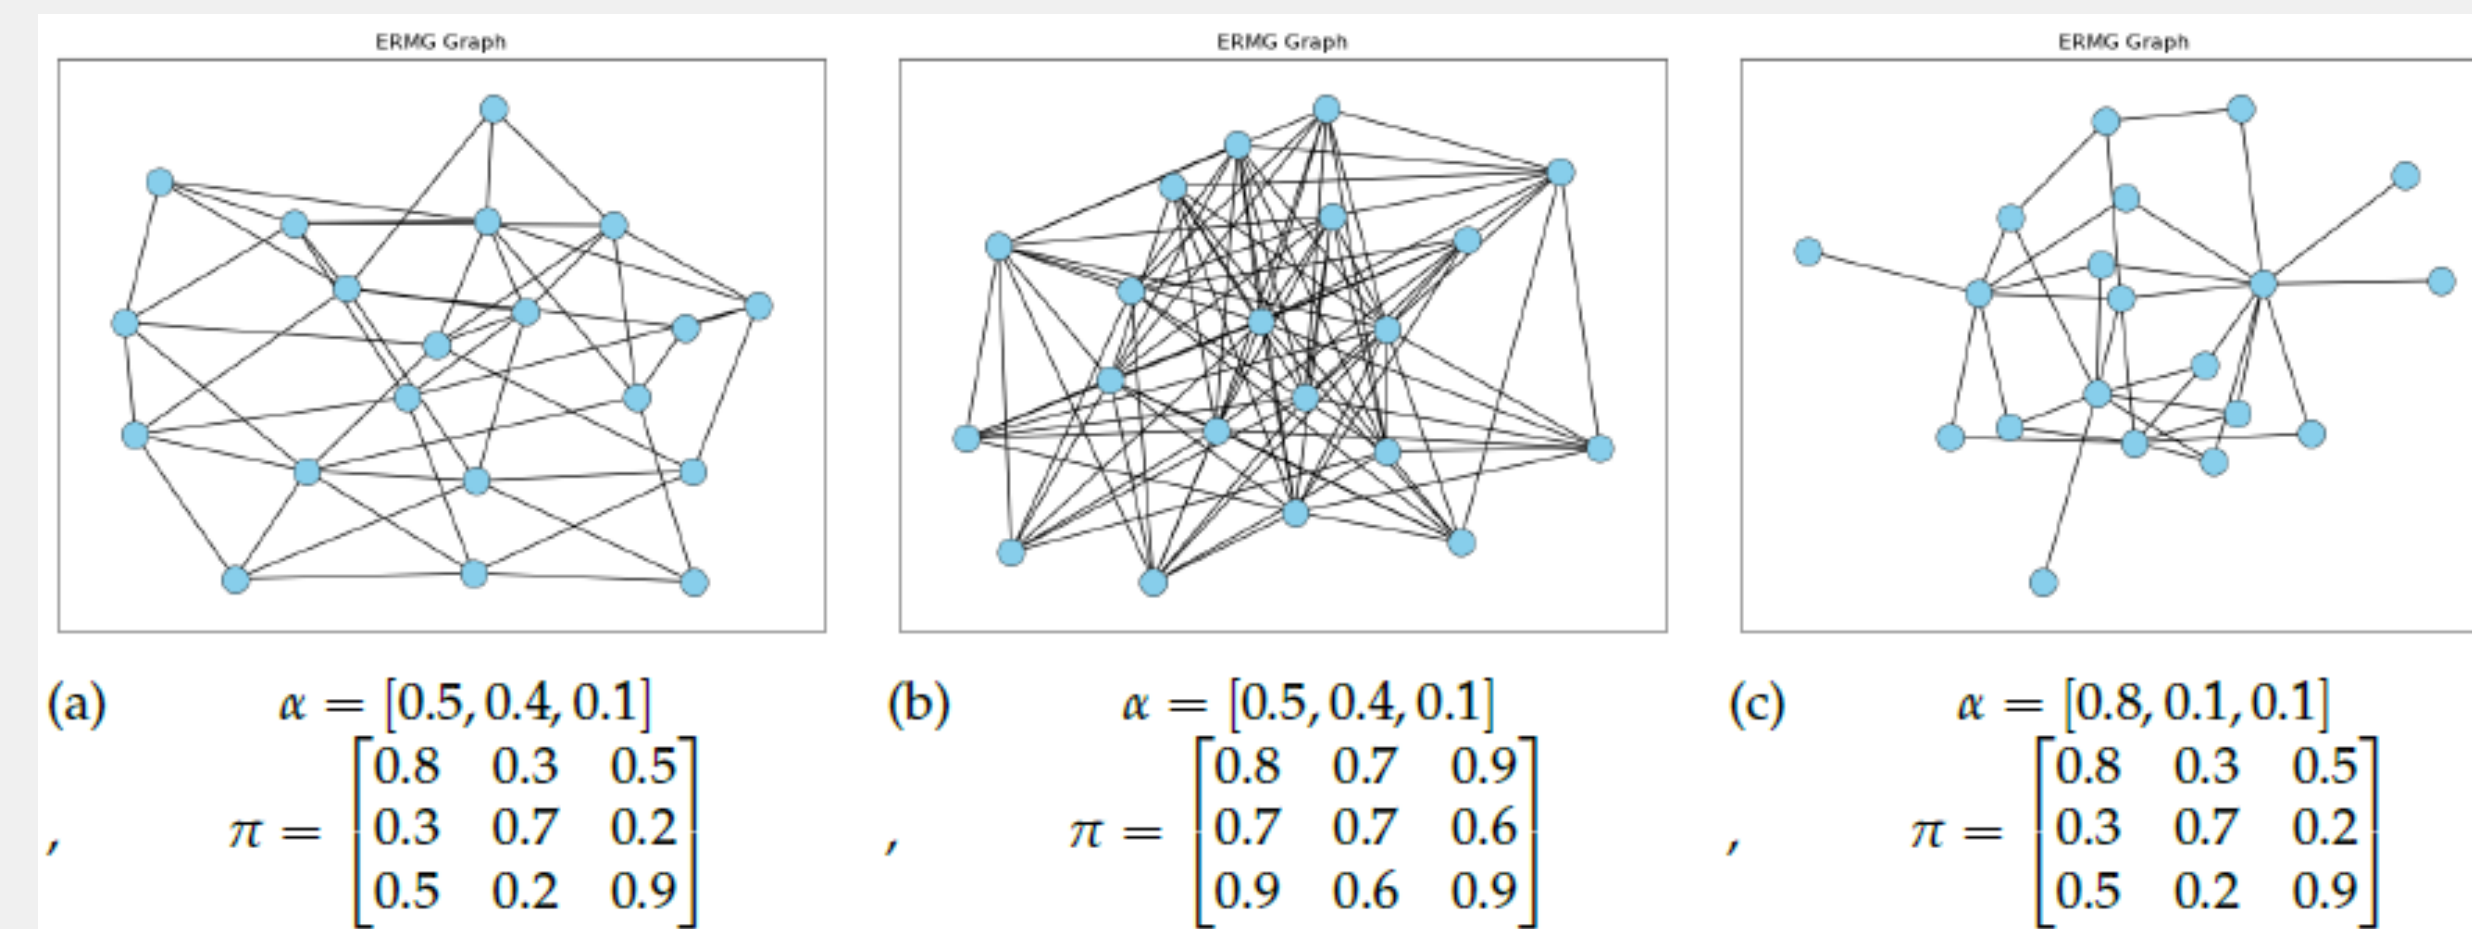 ERMG Graph ERMG Graph ERMG Graph
(a) α = [0.5, 0.4, 0.1] (b) α = [0.5, 0.4, 0.1] (c) α = [0.8, 0.1, 0.1]
0.8 0.3 0.5 0.8 0.7 0.9 0.8 0.3 0.5
, π = [0.3 0.7 0.2] , π = [0.7 0.7 0.6] , π = [0.3 0.7 0.2]
0.5 0.2 0.9 0.9 0.6 0.9 0.5 0.2 0.9